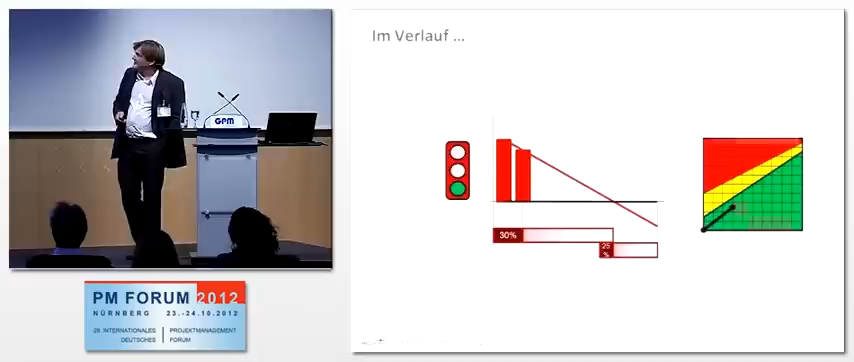 Im Verlauf ...
GPM
30%
25
%
PM FORUM 2012
NÜRNBERG 23.-24.10.2012
29. INTERNATIONALES
DEUTSCHES
PROJEKTMANAGEMENT
FORUM